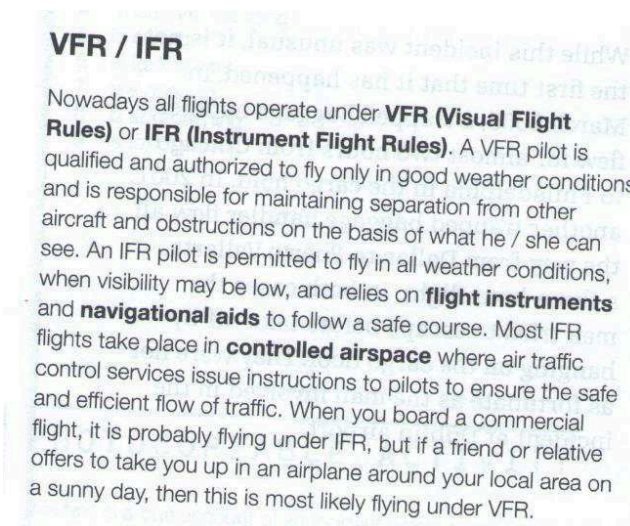 VFR / IFR
Nowadays all flights operate under VFR (Visual Flight
Rules) or IFR (Instrument Flight Rules). A VFR pilot is
qualified and authorized to fly only in good weather conditions
and is responsible for maintaining separation from other
aircraft and obstructions on the basis of what he / she can
see. An IFR pilot is permitted to fly in all weather conditions,
when visibility may be low, and relies on flight instruments
and navigational aids to follow a safe course. Most IFR
flights take place in controlled airspace where air traffic
control services issue instructions to pilots to ensure the safe
and efficient flow of traffic. When you board a commercial
flight, it is probably flying under IFR, but if a friend or relative
offers to take you up in an airplane around your local area on
a sunny day, then this is most likely flying under VFR.